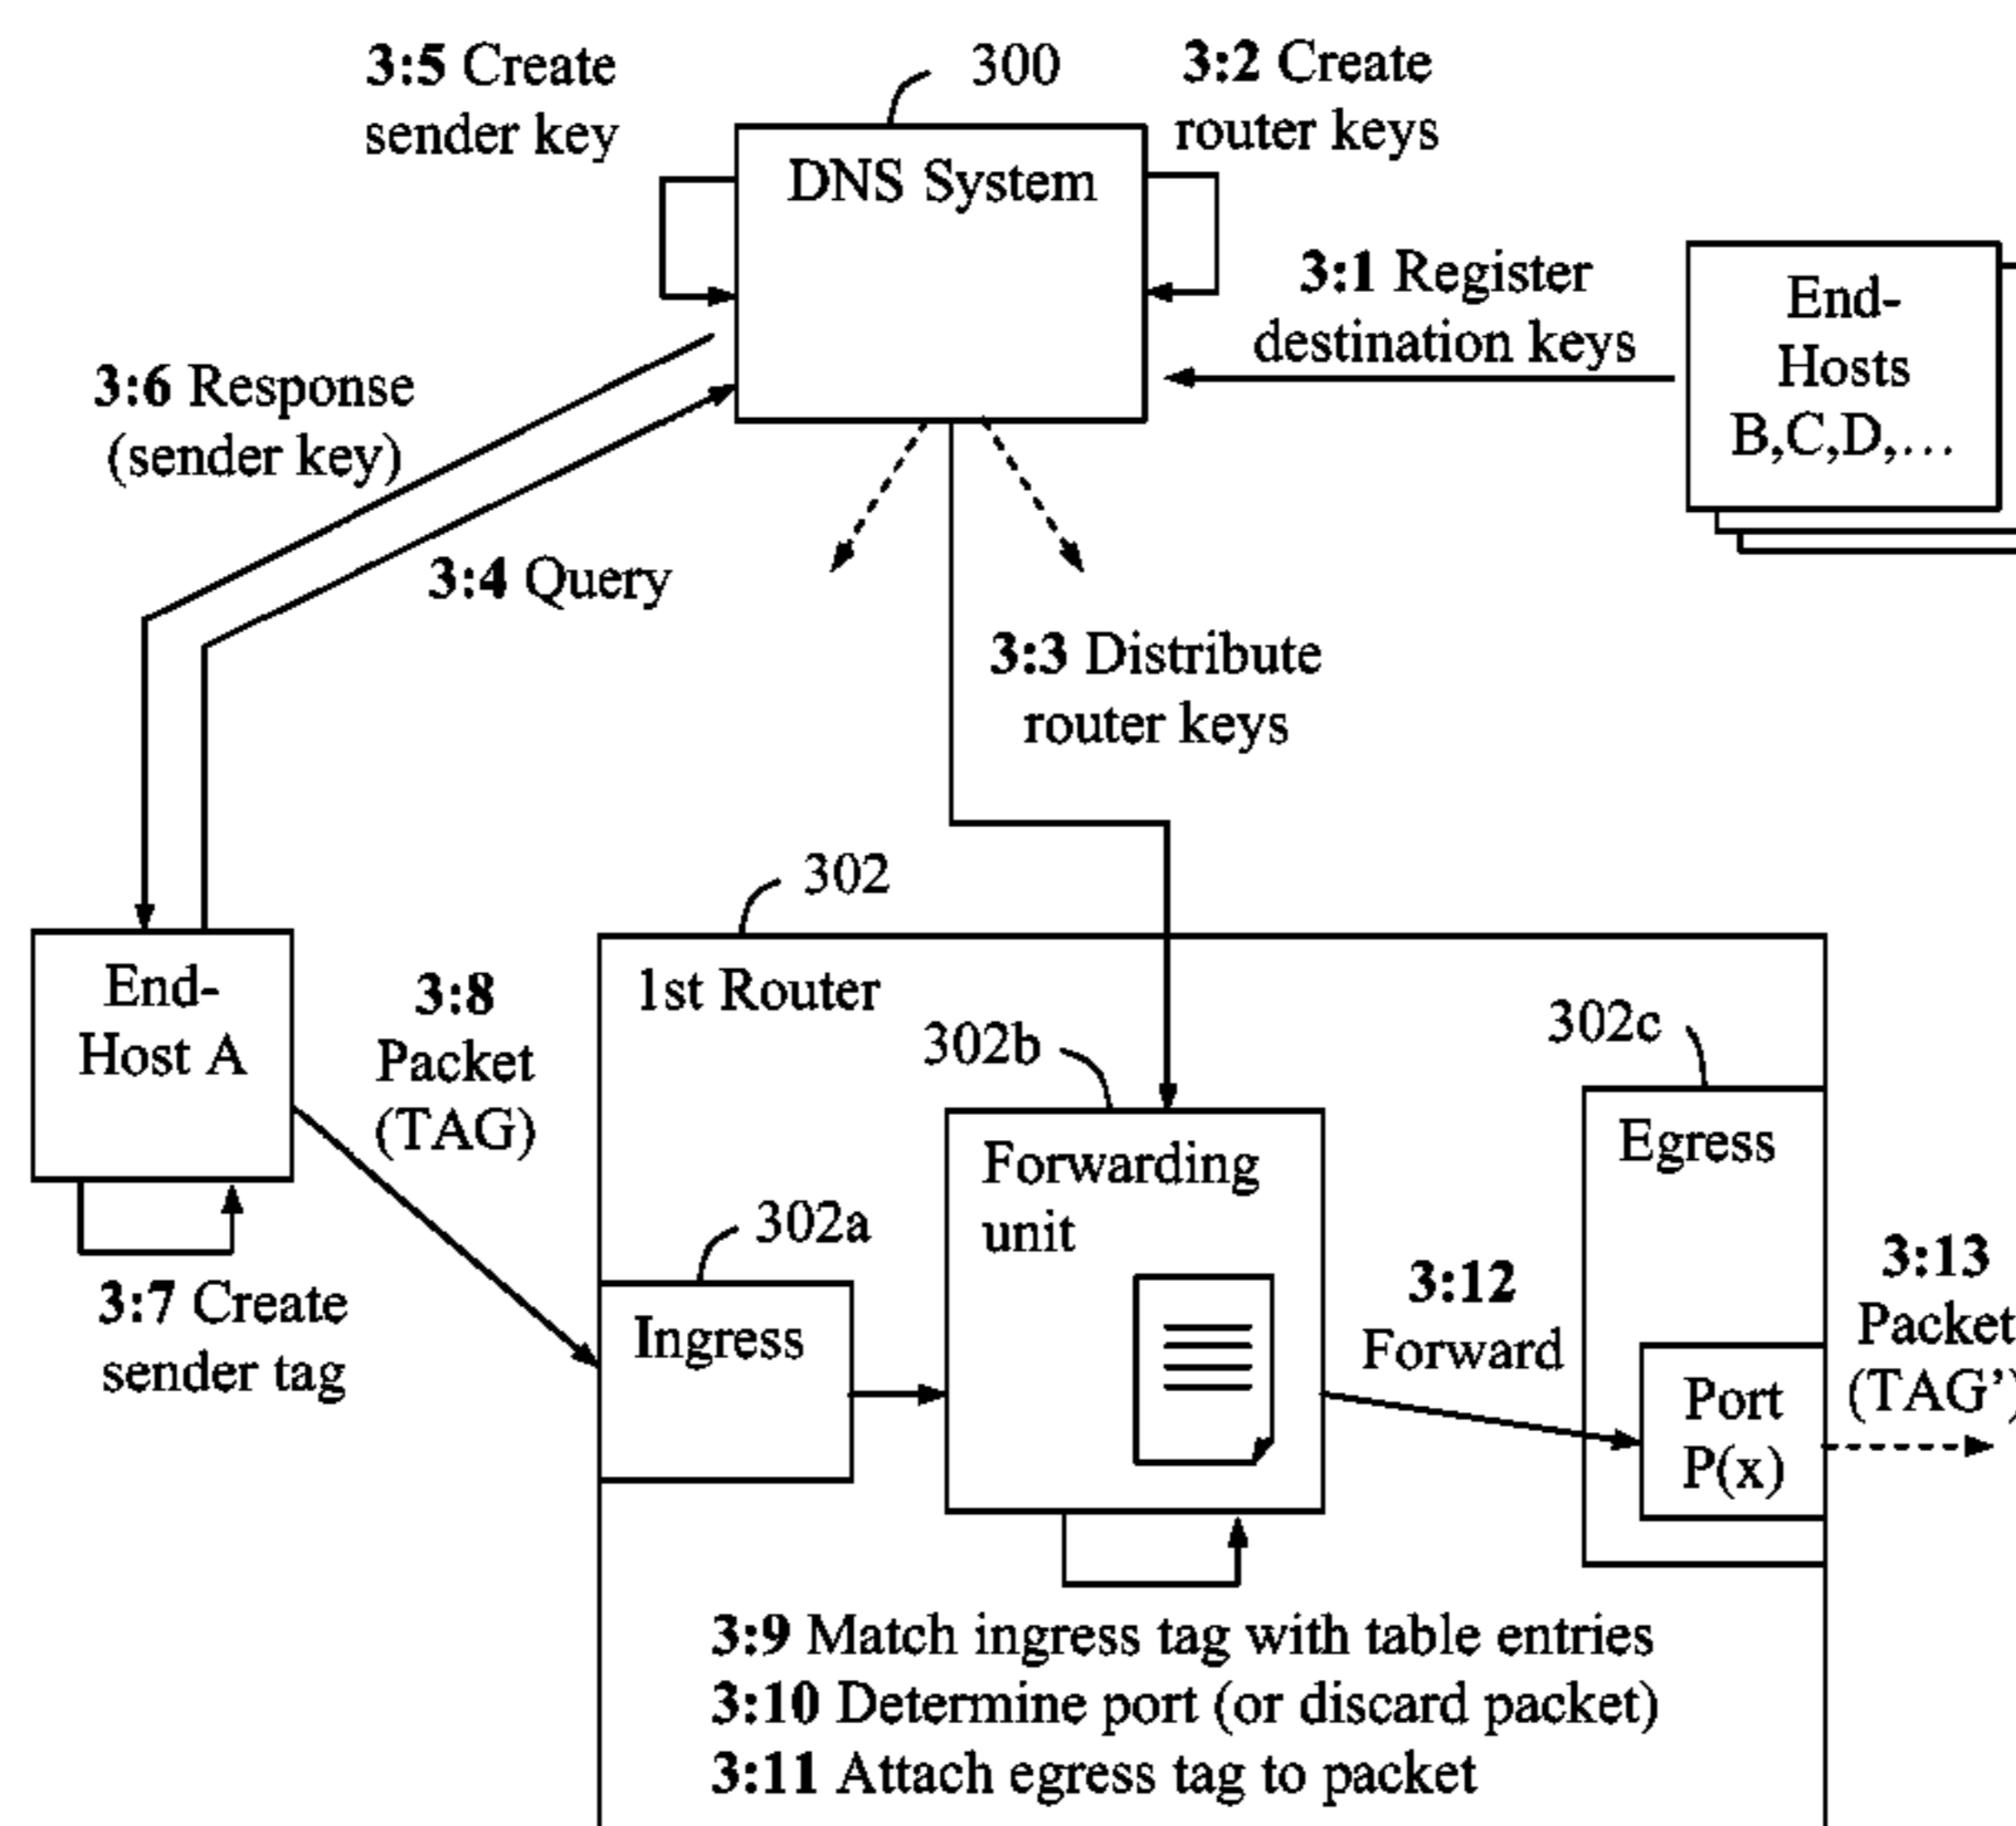 3:5 Create
sender key
300
3:2 Create
router keys
DNS System
3:1 Register
destination keys
End-
Hosts
B,C,D,...
3:6 Response
(sender key)
3:4 Query
3:3 Distribute
router keys
302
End-
Host A
3:8
Packet
(TAG)
1st Router
302b
302c
Forwarding
unit
Egress
302a
Ingress
3:7 Create
sender tag
3:12
Forward
3:13
Packet
(TAG')
Port
P(x)
3:9 Match ingress tag with table entries
3:10 Determine port (or discard packet)
3:11 Attach egress tag to packet